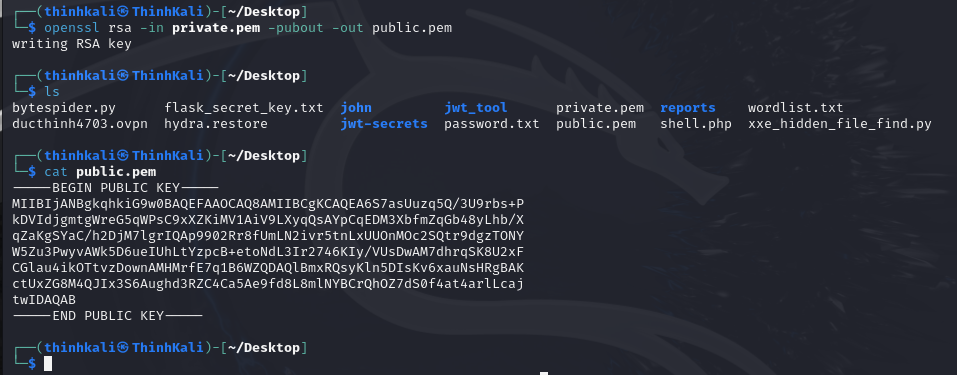 ┌──(thinhkali㉿ThinhKali)-[~/Desktop]
└─$ openssl rsa -in private.pem -pubout -out public.pem
writing RSA key
┌──(thinhkali㉿ThinhKali)-[~/Desktop]
└─$ ls
bytespider.py flask_secret_key.txt john jwt_tool private.pem reports wordlist.txt
ducthinh4703.ovpn hydra.restore jwt-secrets password.txt public.pem shell.php xxe_hidden_file_find.py
┌──(thinhkali㉿ThinhKali)-[~/Desktop]
└─$ cat public.pem
-----BEGIN PUBLIC KEY-----
MIIBIjANBgkqhkiG9w0BAQEFAAOCAQ8AMIIBCgKCAQEA6S7asUuzq5Q/3U9rbs+P
kDVIdjgmtgWreG5qWPsC9xXZKiMV1AiV9LXyqQsAYpCqEDM3XbfmZqGb48yLhb/X
qZaKgSYaC/h2DjM7lgrIQAp9902Rr8fUmLN2ivr5tnLxUUOnMOc2SQtr9dgzTONY
W5Zu3PwyvAWk5D6ueIUhLtYzpcB+etoNdL3Ir2746KIy/VUsDwAM7dhrqSK8U2xF
CGlau4ikOTtvzDownAMHMrfE7q1B6WZQDAQlBmxRQsyKln5DIsKv6xauNsHRgBAK
ctUxZG8M4QJIx3S6Aughd3RZC4Ca5Ae9fd8L8mlNYBCrQhOZ7dS0f4at4arlLcaj
twIDAQAB
-----END PUBLIC KEY-----
┌──(thinhkali㉿ThinhKali)-[~/Desktop]
└─$